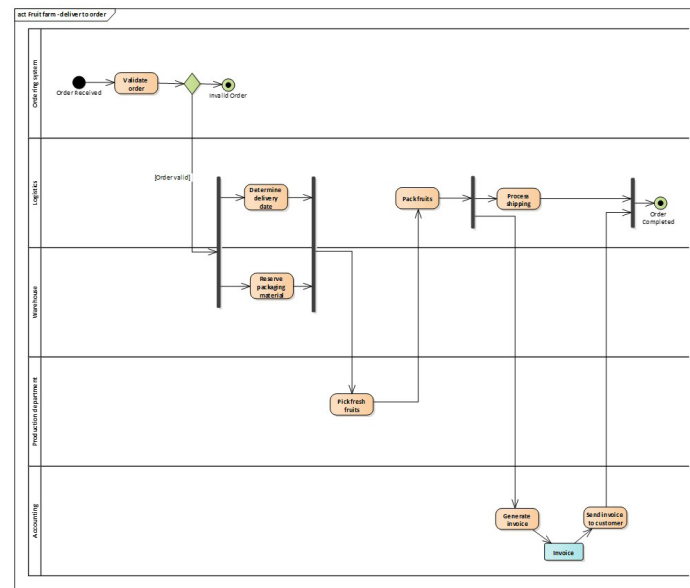 act Fruit farm - deliver to order
Ordering system
Order Received
Validate
order
Invalid Order
Logistics
[Order valid]
Determine
delivery
date
Pack fruits
Process
shipping
Order
Completed
Warehouse
Reserve
packaging
material
Production department
Pick fresh
fruits
Accounting
Generate
invoice
Send invoice
to customer
Invoice